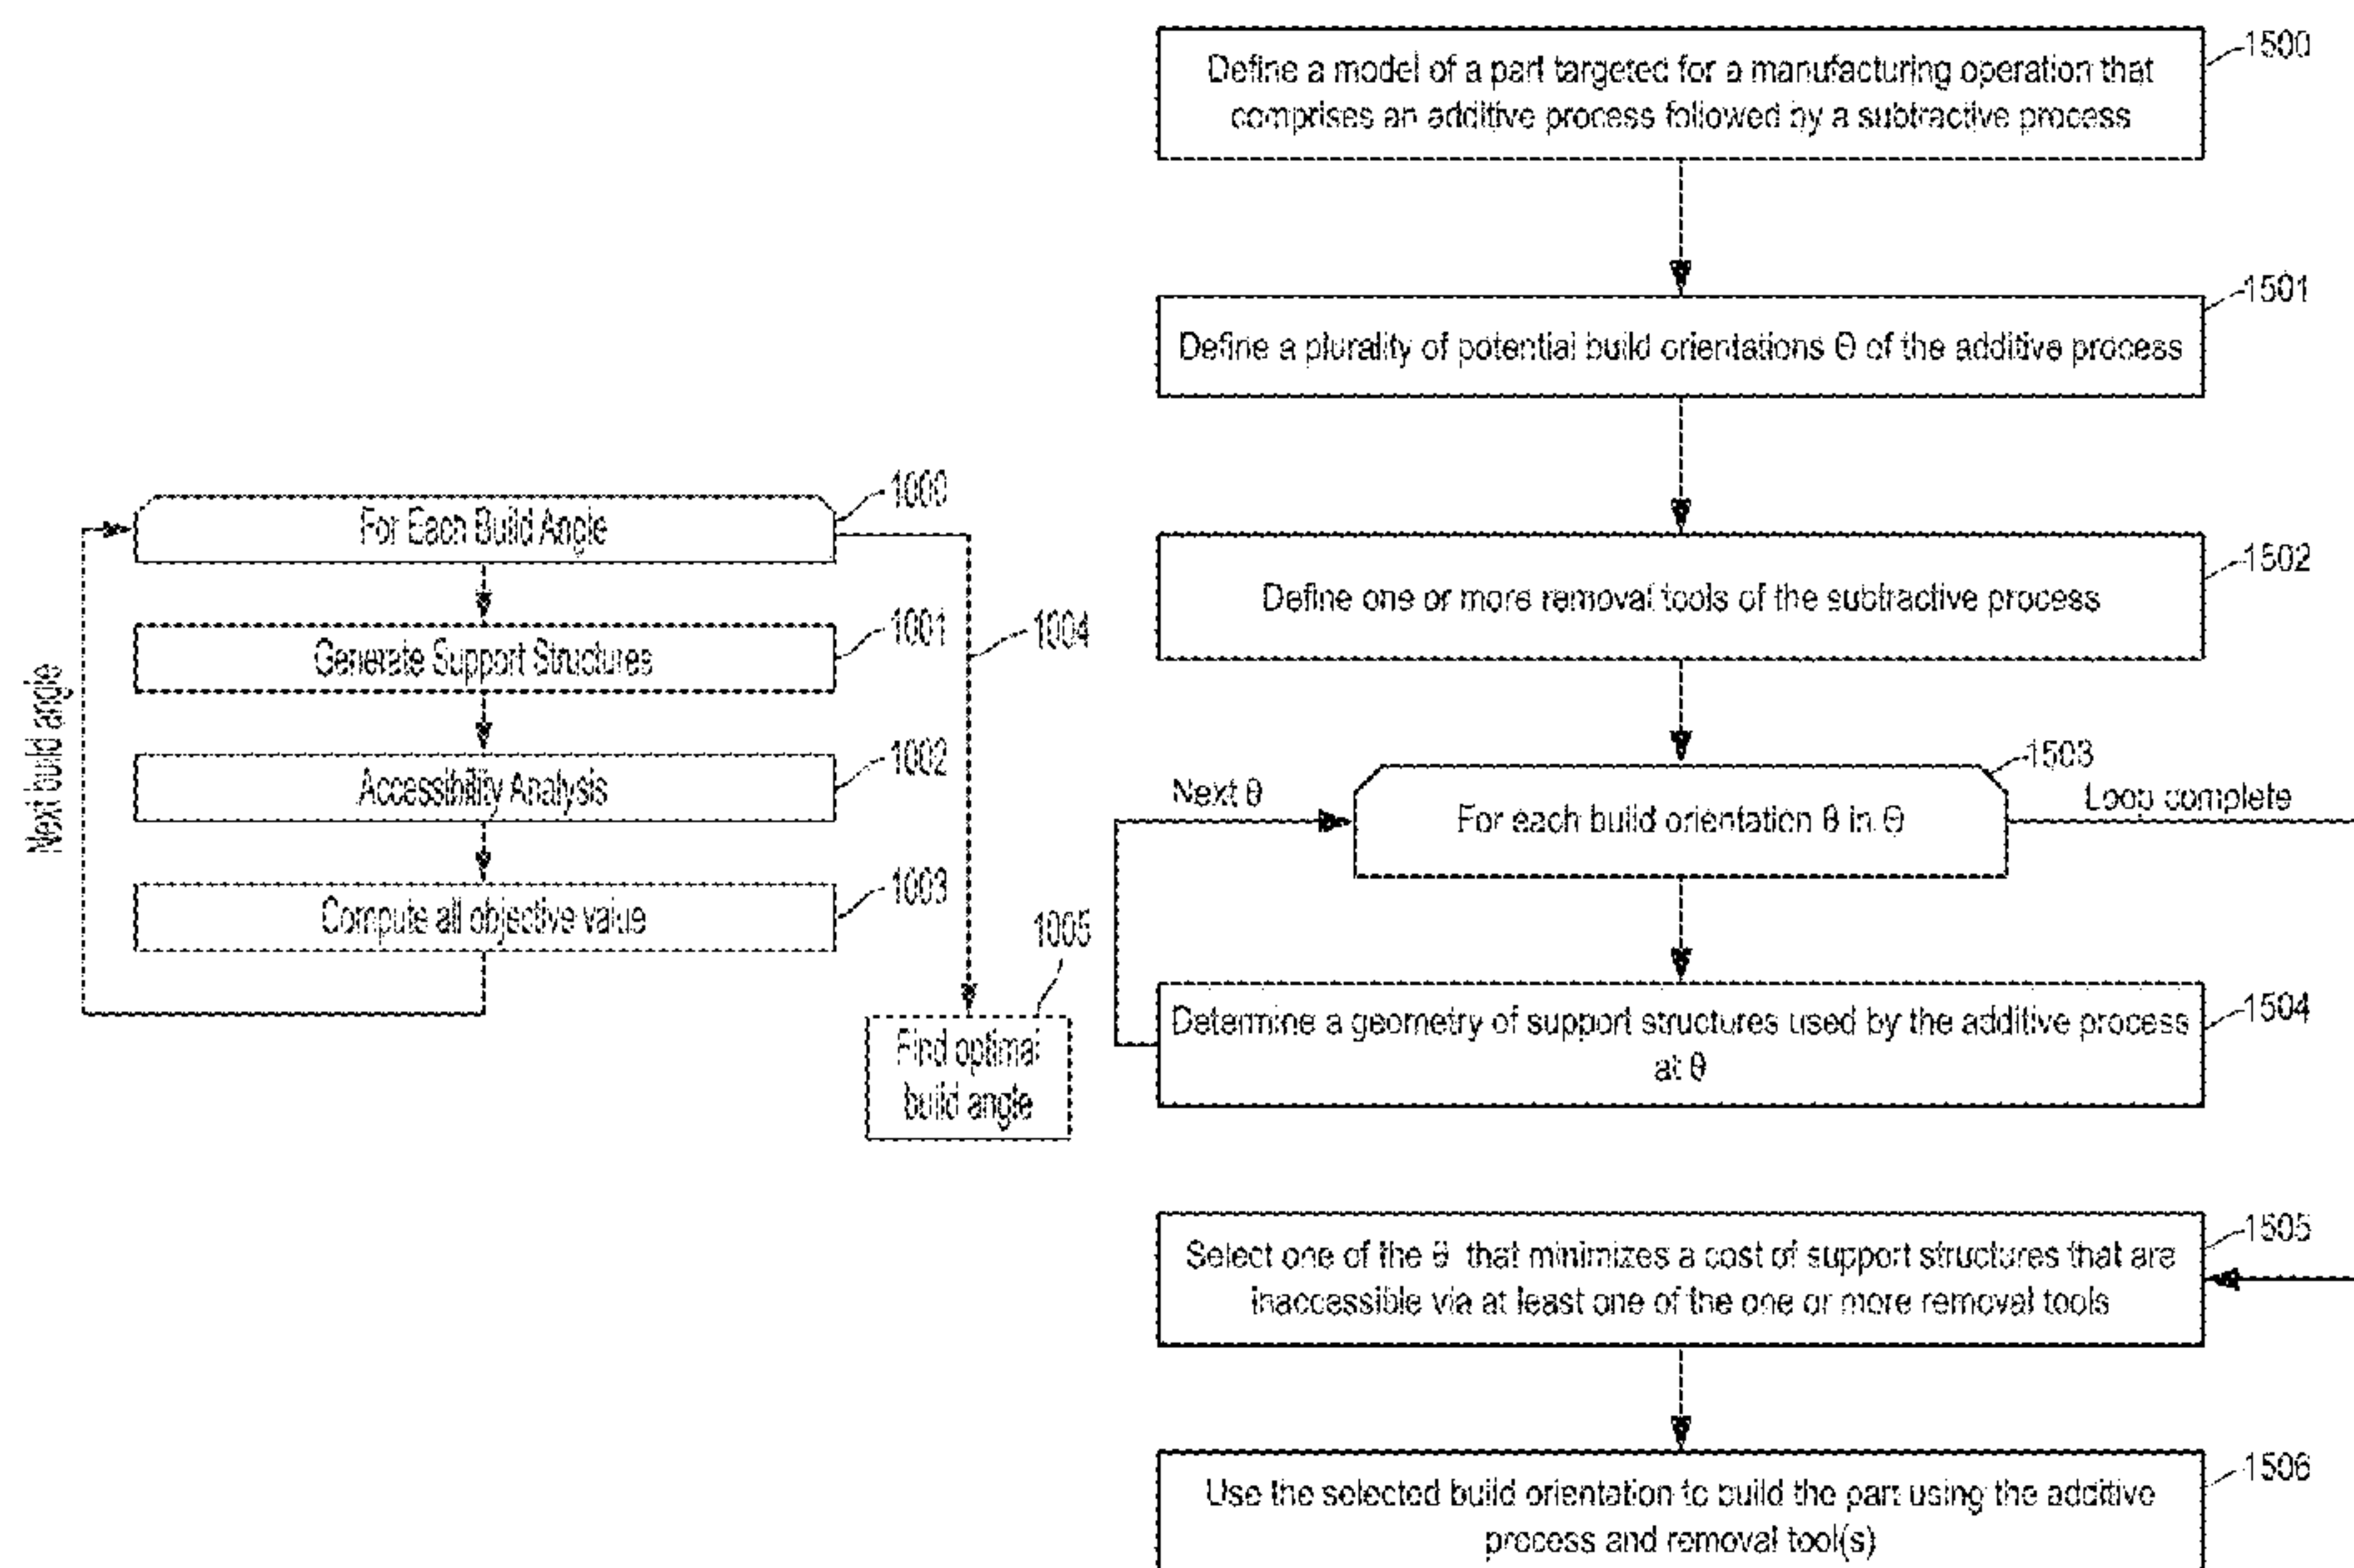 For Each Build Angle
1000
Generate Support Structures
1001
1004
Accessibility Analysis
1002
Compute all objective value
1003
Next build angle
1005
Find optimal
build angle
1500
Define a model of a part targeted for a manufacturing operation that
comprises an additive process followed by a subtractive process
1501
Define a plurality of potential build orientations Θ of the additive process
1502
Define one or more removal tools of the subtractive process
1503
Next θ
For each build orientation θ in Θ
Loop complete
Determine a geometry of support structures used by the additive process
at θ
1504
1505
Select one of the θ that minimizes a cost of support structures that are
inaccessible via at least one of the one or more removal tools
1506
Use the selected build orientation to build the part using the additive
process and removal tool(s)